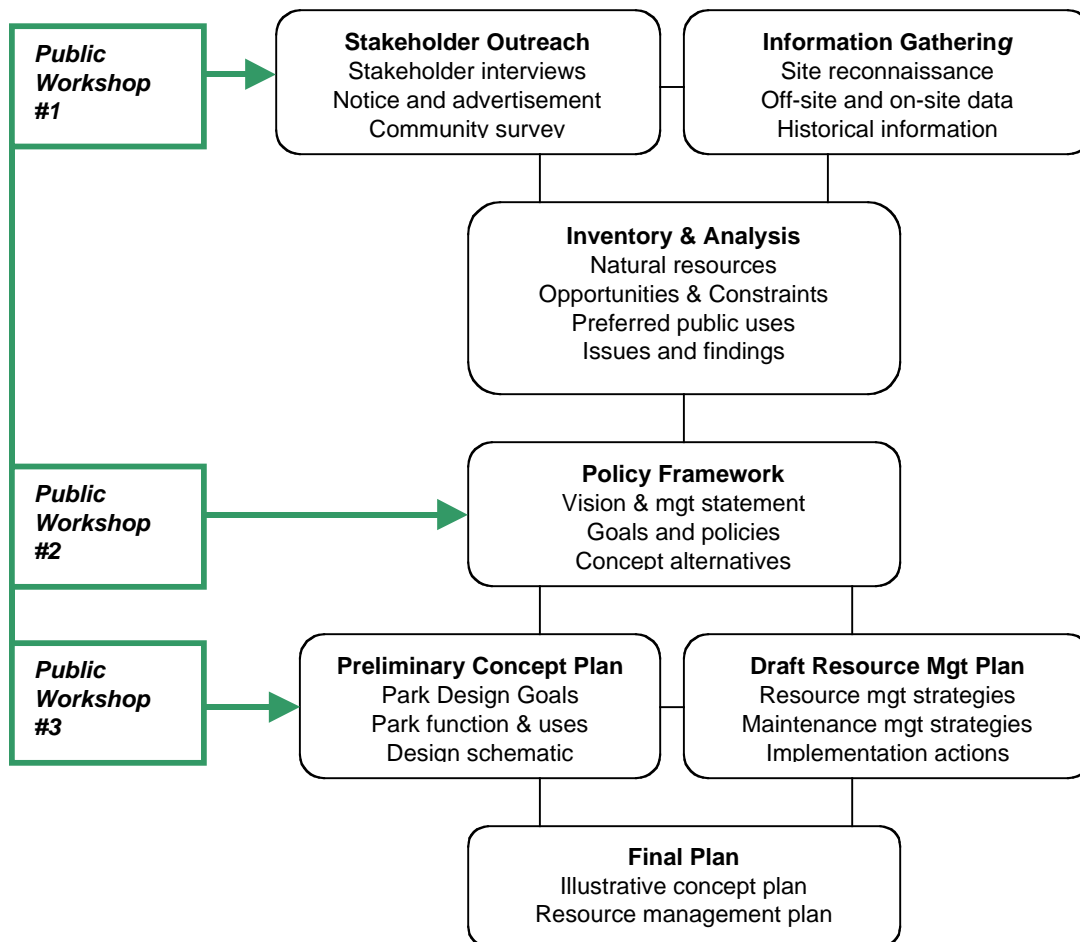 Public
Workshop
#1
Stakeholder Outreach
Stakeholder interviews
Notice and advertisement
Community survey
Information Gathering
Site reconnaissance
Off-site and on-site data
Historical information
Inventory & Analysis
Natural resources
Opportunities & Constraints
Preferred public uses
Issues and findings
Public
Workshop
#2
Policy Framework
Vision & mgt statement
Goals and policies
Concept alternatives
Public
Workshop
#3
Preliminary Concept Plan
Park Design Goals
Park function & uses
Design schematic
Draft Resource Mgt Plan
Resource mgt strategies
Maintenance mgt strategies
Implementation actions
Final Plan
Illustrative concept plan
Resource management plan